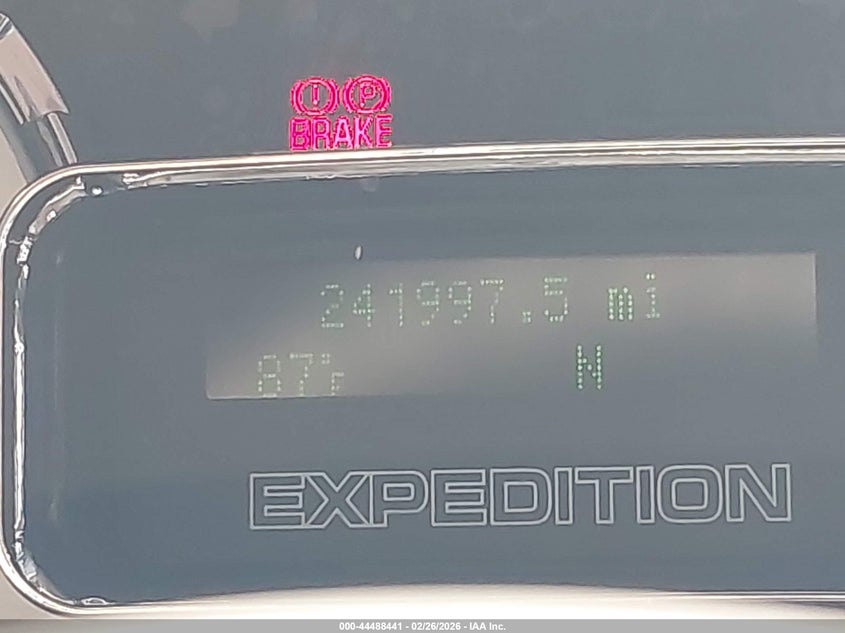 ! P
BRAKE
241997.5 mi
87°F N
EXPEDITION
000-44488441 - 02/26/2026 - IAA Inc.